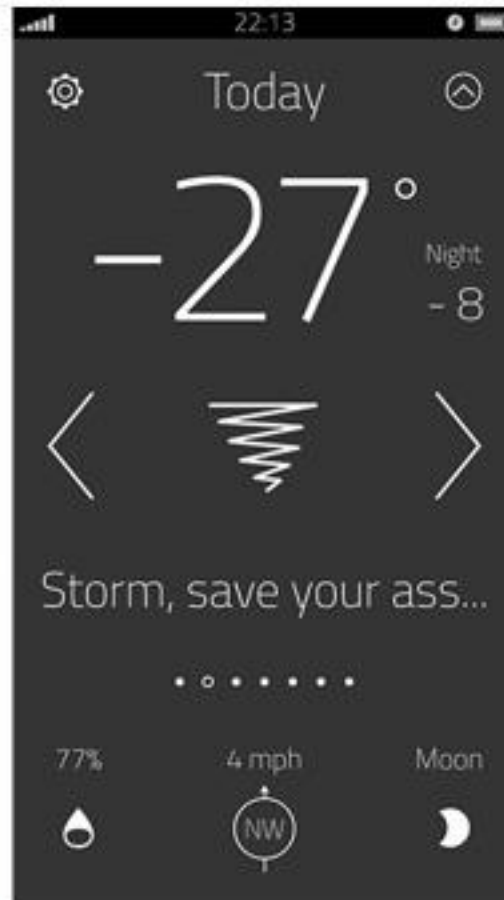 22:13
Today
-27°
Night
- 8
Storm, save your ass...
77% 4 mph Moon
NW